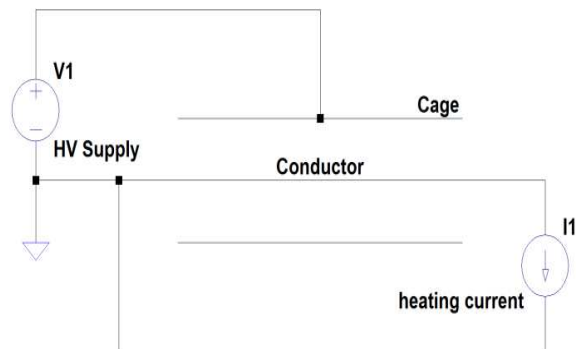 V1
Cage
HV Supply
Conductor
I1
heating current